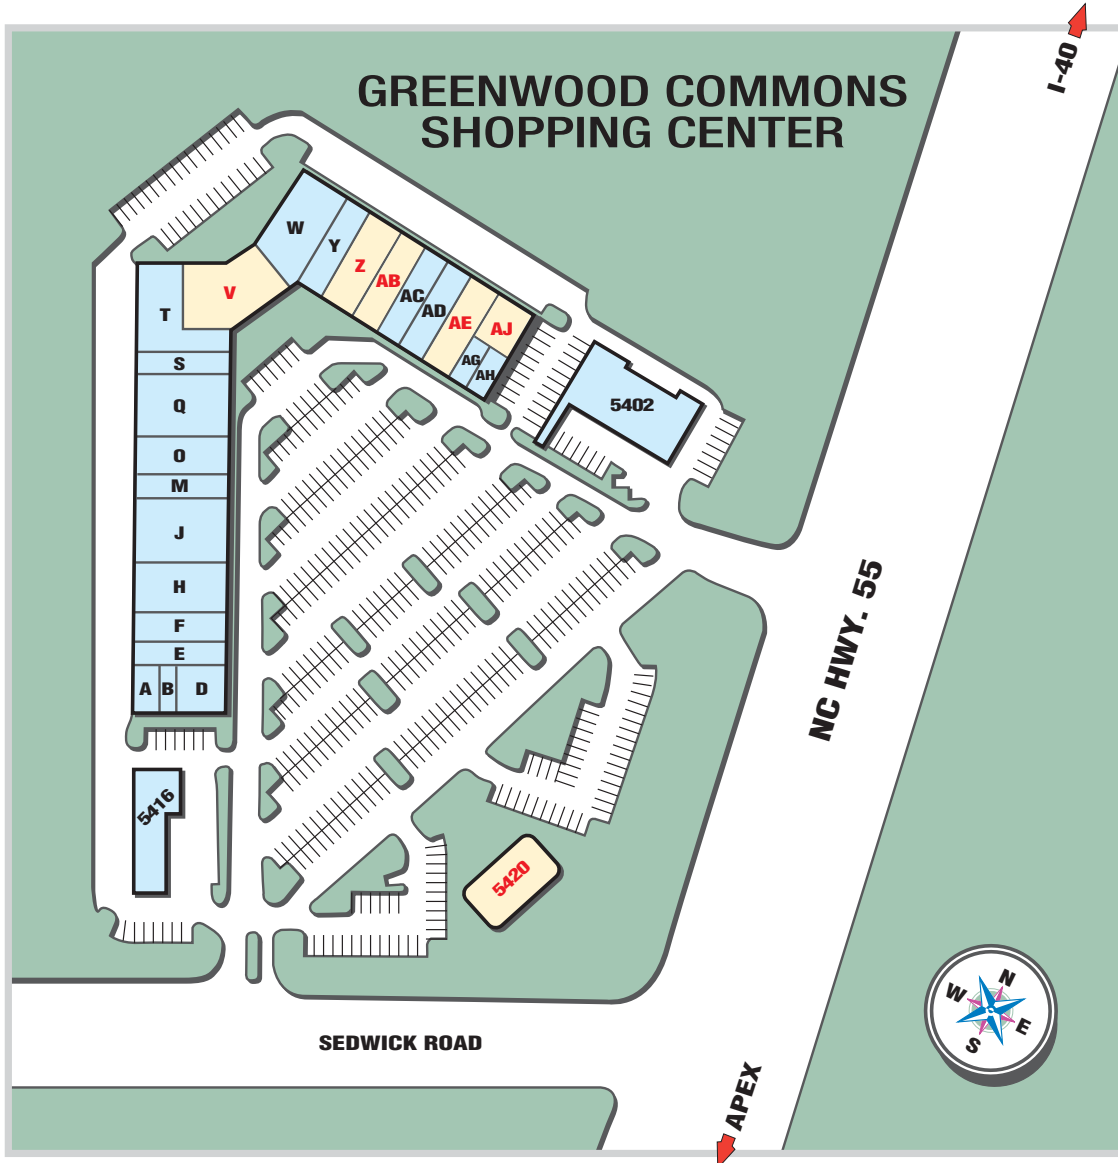 I-40
GREENWOOD COMMONS
SHOPPING CENTER
W
Y
Z
AB
AC
AD
AE
AJ
AG
AH
V
T
S
Q
O
M
J
H
F
E
A
B
D
5402
5416
5420
NC HWY. 55
SEDWICK ROAD
APEX
N
W
E
S